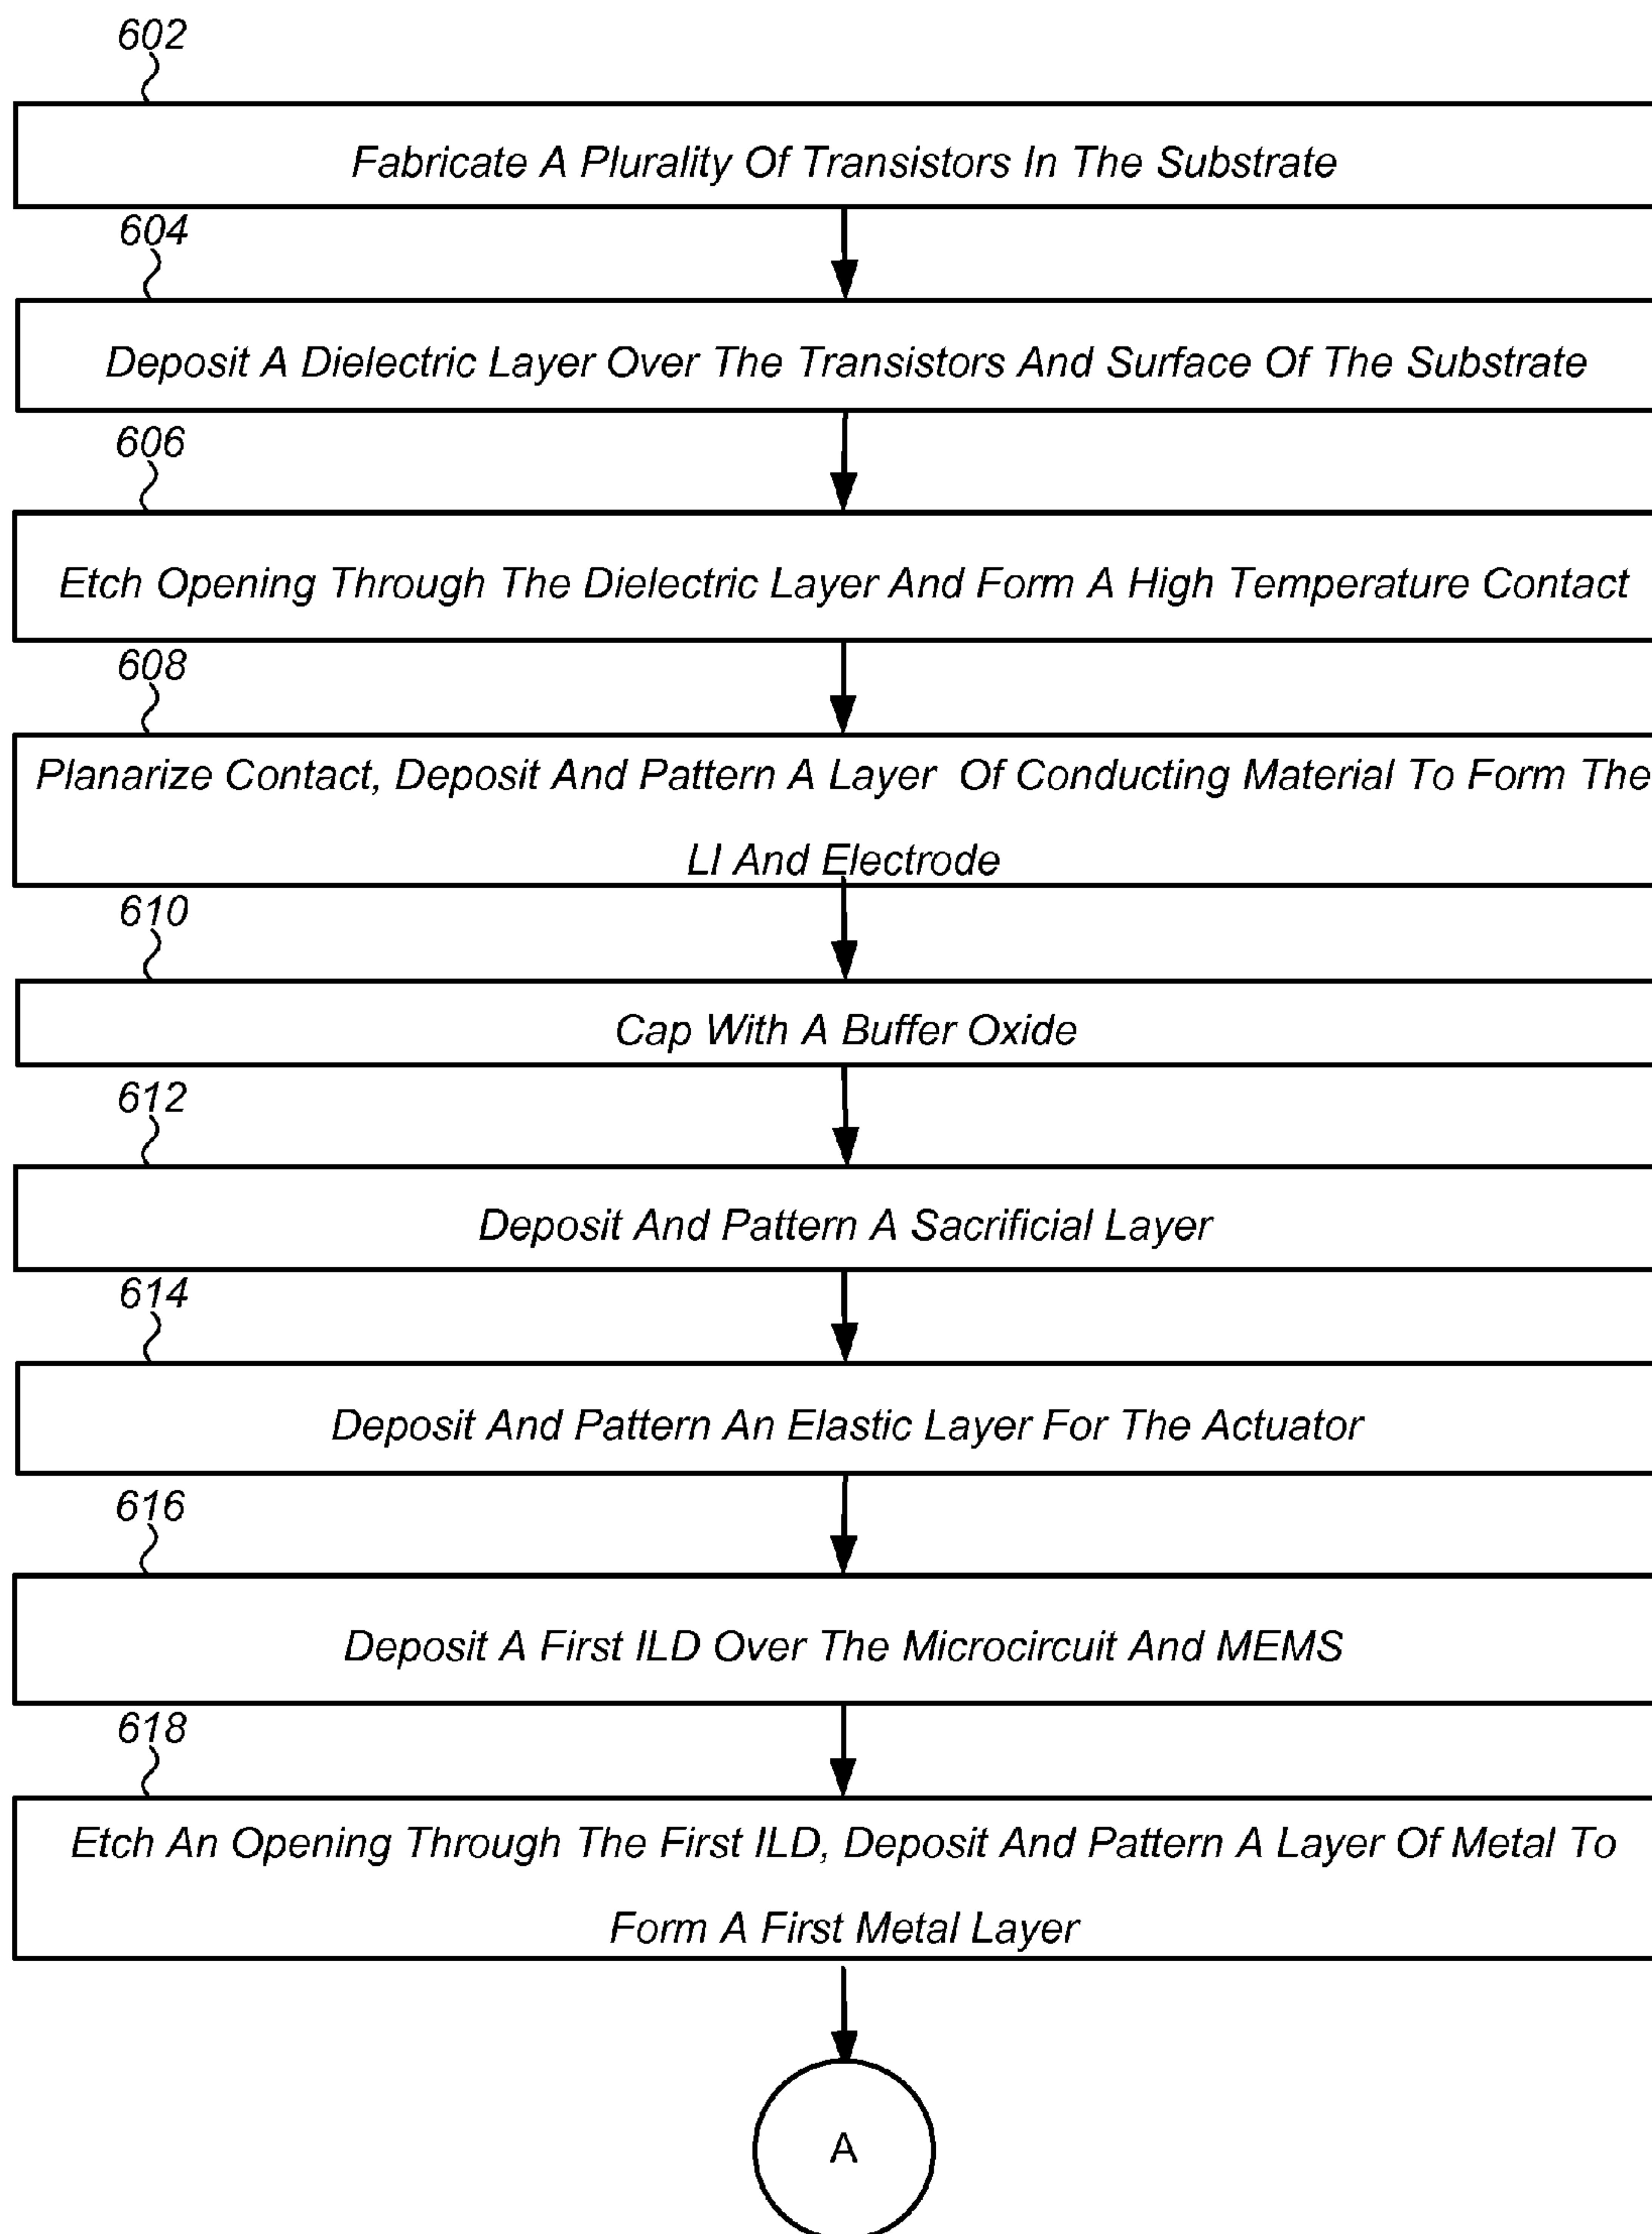 602
Fabricate A Plurality Of Transistors In The Substrate
604
Deposit A Dielectric Layer Over The Transistors And Surface Of The Substrate
606
Etch Opening Through The Dielectric Layer And Form A High Temperature Contact
608
Planarize Contact, Deposit And Pattern A Layer Of Conducting Material To Form The
LI And Electrode
610
Cap With A Buffer Oxide
612
Deposit And Pattern A Sacrificial Layer
614
Deposit And Pattern An Elastic Layer For The Actuator
616
Deposit A First ILD Over The Microcircuit And MEMS
618
Etch An Opening Through The First ILD, Deposit And Pattern A Layer Of Metal To
Form A First Metal Layer
A